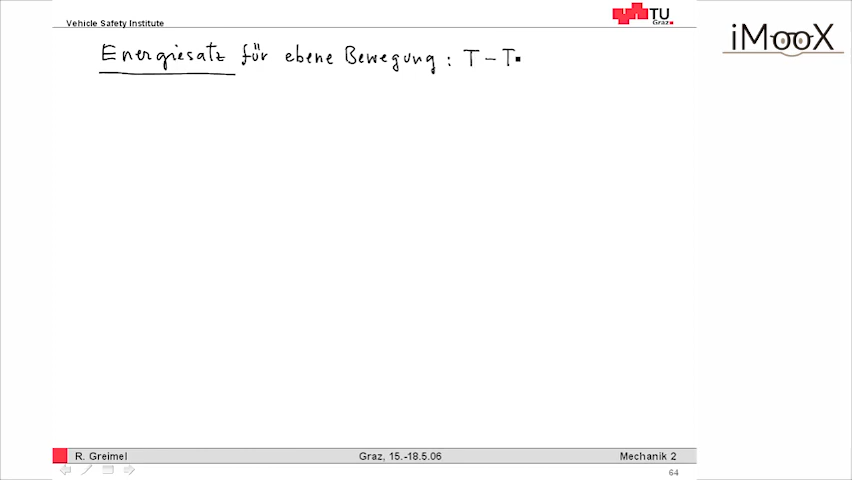 Vehicle Safety Institute
TU
Graz
iMooX
Energiesatz für ebene Bewegung : T - T
R. Greimel
Graz, 15.-18.5.06
Mechanik 2
64